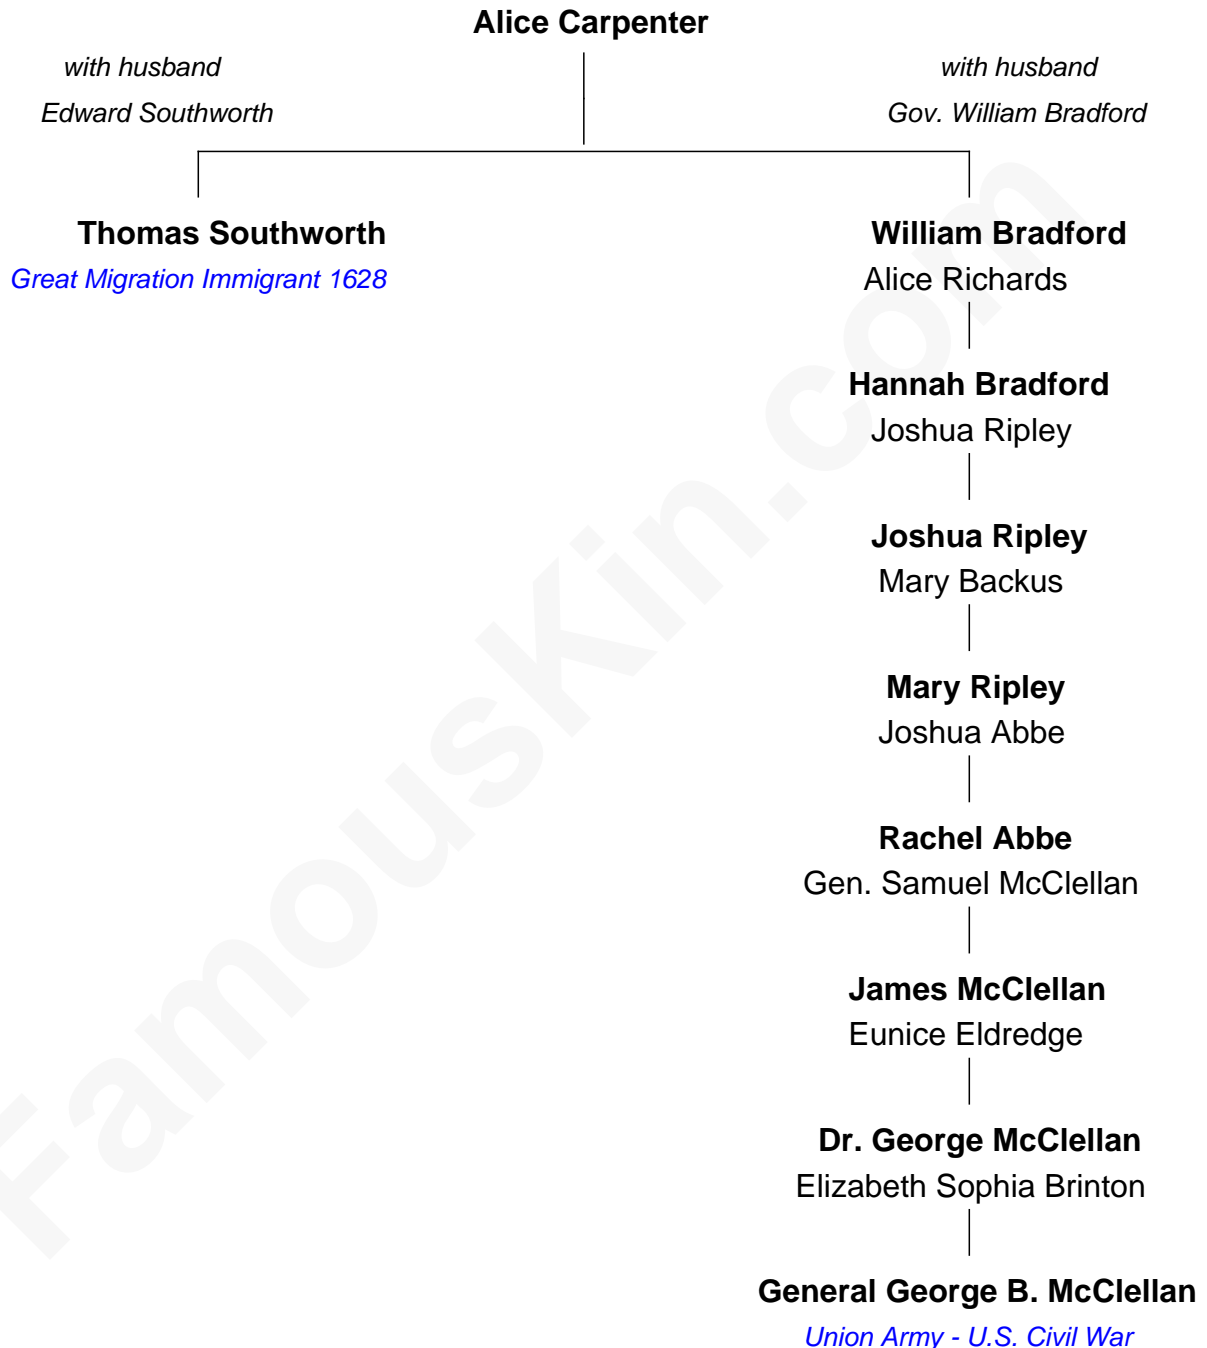 Alice Carpenter
with husband
Edward Southworth
with husband
Gov. William Bradford
Thomas Southworth
Great Migration Immigrant 1628
William Bradford
Alice Richards
Hannah Bradford
Joshua Ripley
Joshua Ripley
Mary Backus
Mary Ripley
Joshua Abbe
Rachel Abbe
Gen. Samuel McClellan
James McClellan
Eunice Eldredge
Dr. George McClellan
Elizabeth Sophia Brinton
General George B. McClellan
Union Army - U.S. Civil War
FamousKin.com